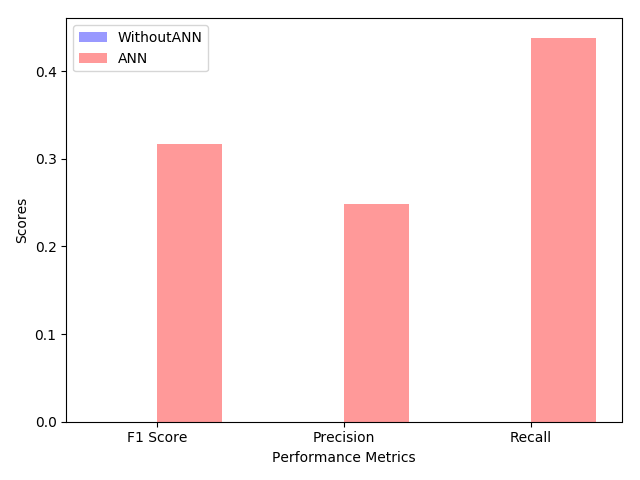 WithoutANN
ANN
0.4
0.3
0.2
0.1
0.0
Scores
F1 Score
Precision
Recall
Performance Metrics